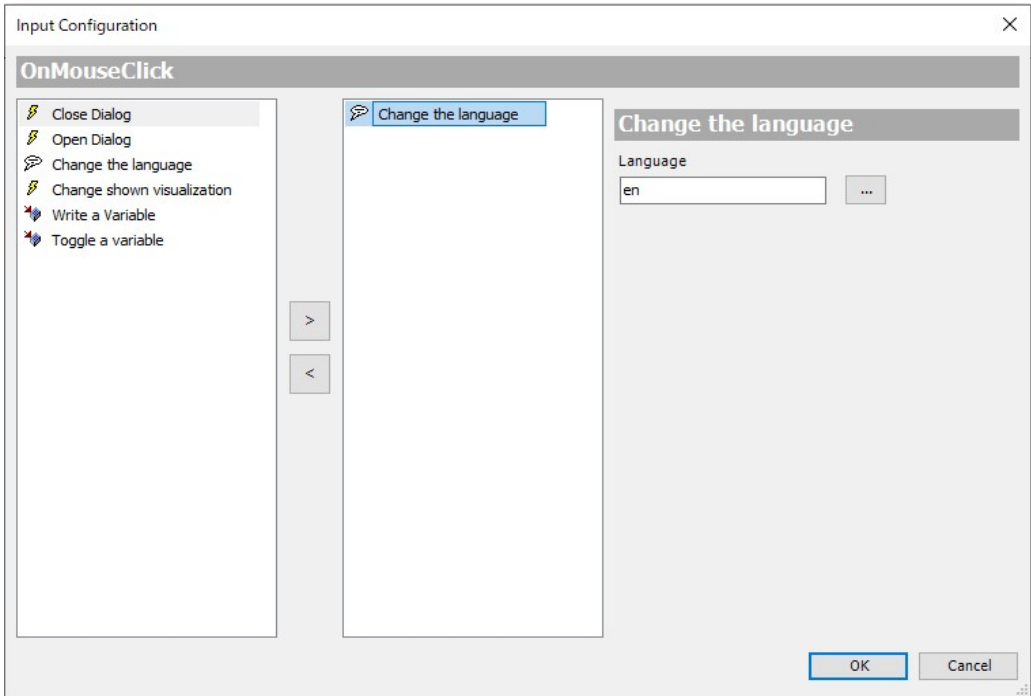 Input Configuration
OnMouseClick
Close Dialog
Open Dialog
Change the language
Change shown visualization
Write a Variable
Toggle a variable
>
<
Change the language
Change the language
Language
en
...
OK
Cancel